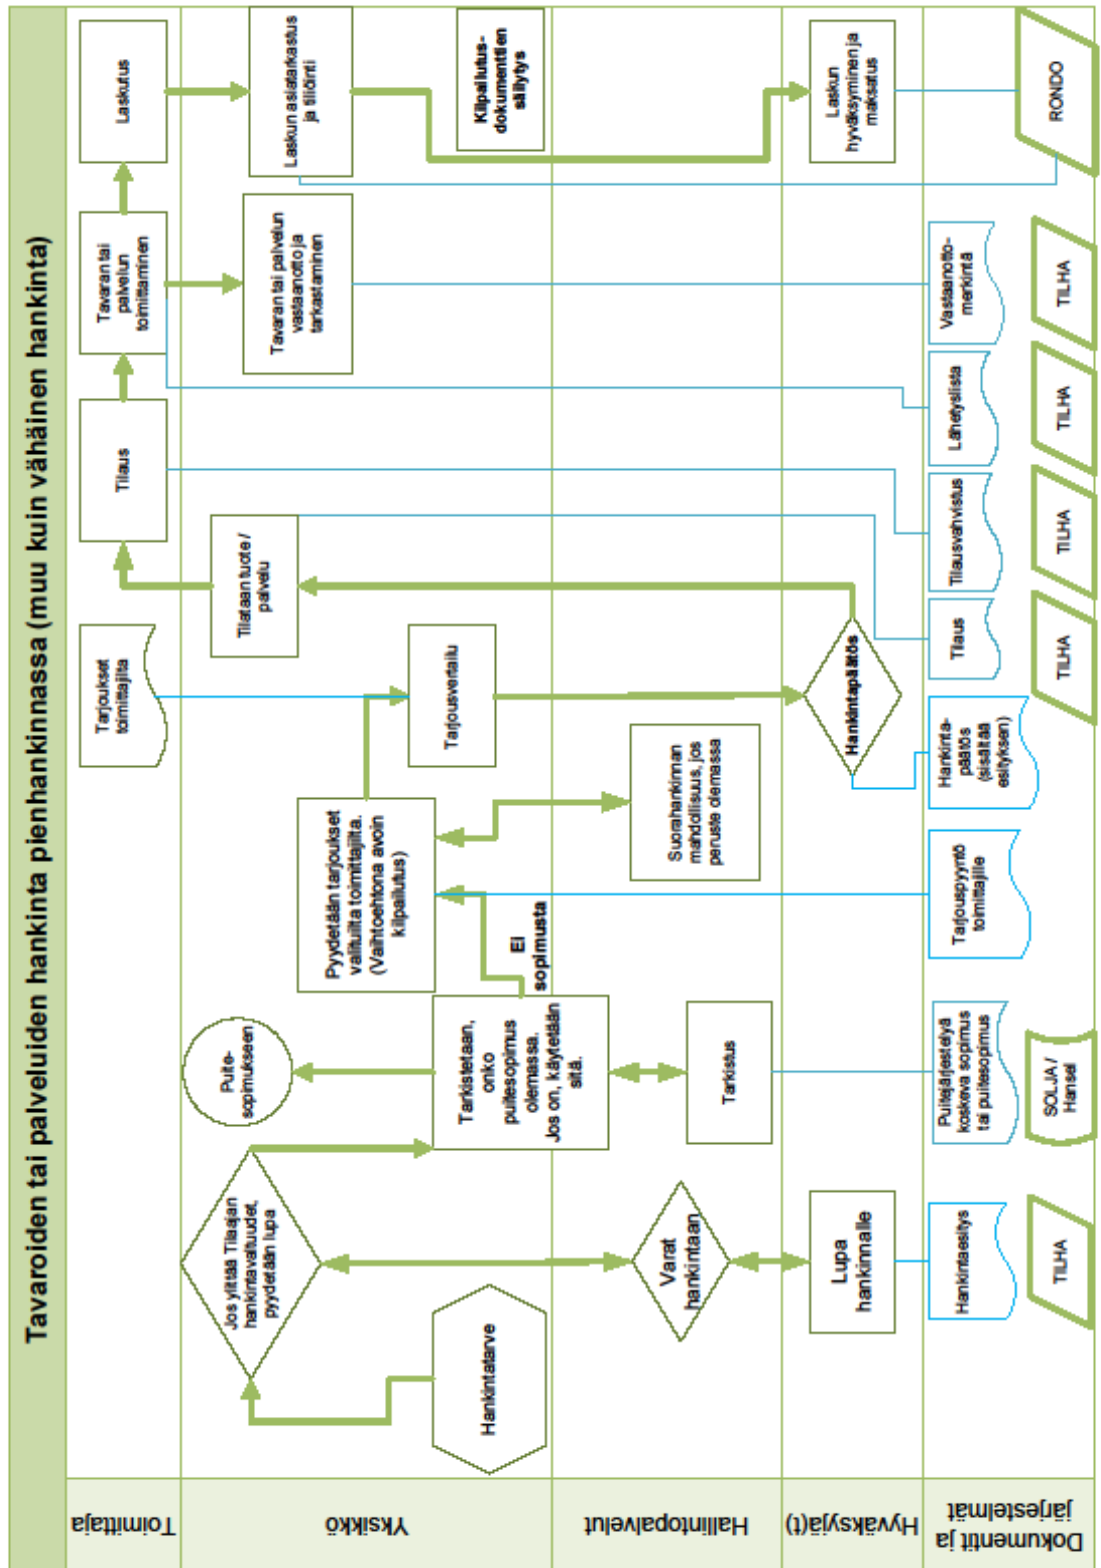 Tavaroiden tai palveluiden hankinta pienhankinnassa (muu kuin vähäinen hankinta)
Toimittaja
Tarjoukset
toimittajilta
Tilaus
Tavaran tai
palvelun
toimittaminen
Laskutus
Yksikkö
Hankintatarve
Jos ylittää Tilaajan
hankintavaltuudet,
pyydetään lupa
Puite-
sopimukseen
Tarkistetaan,
onko
puitesopimus
olemassa.
Jos on, käytetään
sitä.
Ei
sopimusta
Pyydetään tarjoukset
valituilta toimittajilta.
(Vaihtoehtona avoin
kilpailutus)
Tarjousvertailu
Tilataan tuote /
palvelu
Tavaran tai palvelun
vastaanotto ja
tarkastaminen
Laskun asiatarkastus
ja tiliöinti
Kilpailutus-
dokumenttien
säilytys
Hallintopalvelut
Varat
hankintaan
Tarkistus
Suorahankinnan
mahdollisuus, jos
peruste olemassa
Hyväksyjä(t)
Lupa
hankinnalle
Hankintapäätös
Laskun
hyväksyminen ja
maksatus
Dokumentit ja
järjestelmät
Hankintaesitys
Puitejärjestelyä
koskeva sopimus
tai puitesopimus
Tarjouspyyntö
toimittajille
Hankinta-
päätös
(sisältää
esityksen)
Tilaus
Tilausvahvistus
Lähetyslista
Vastaanotto-
merkintä
TILHA
SOLJA /
Hansel
TILHA
TILHA
TILHA
TILHA
RONDO